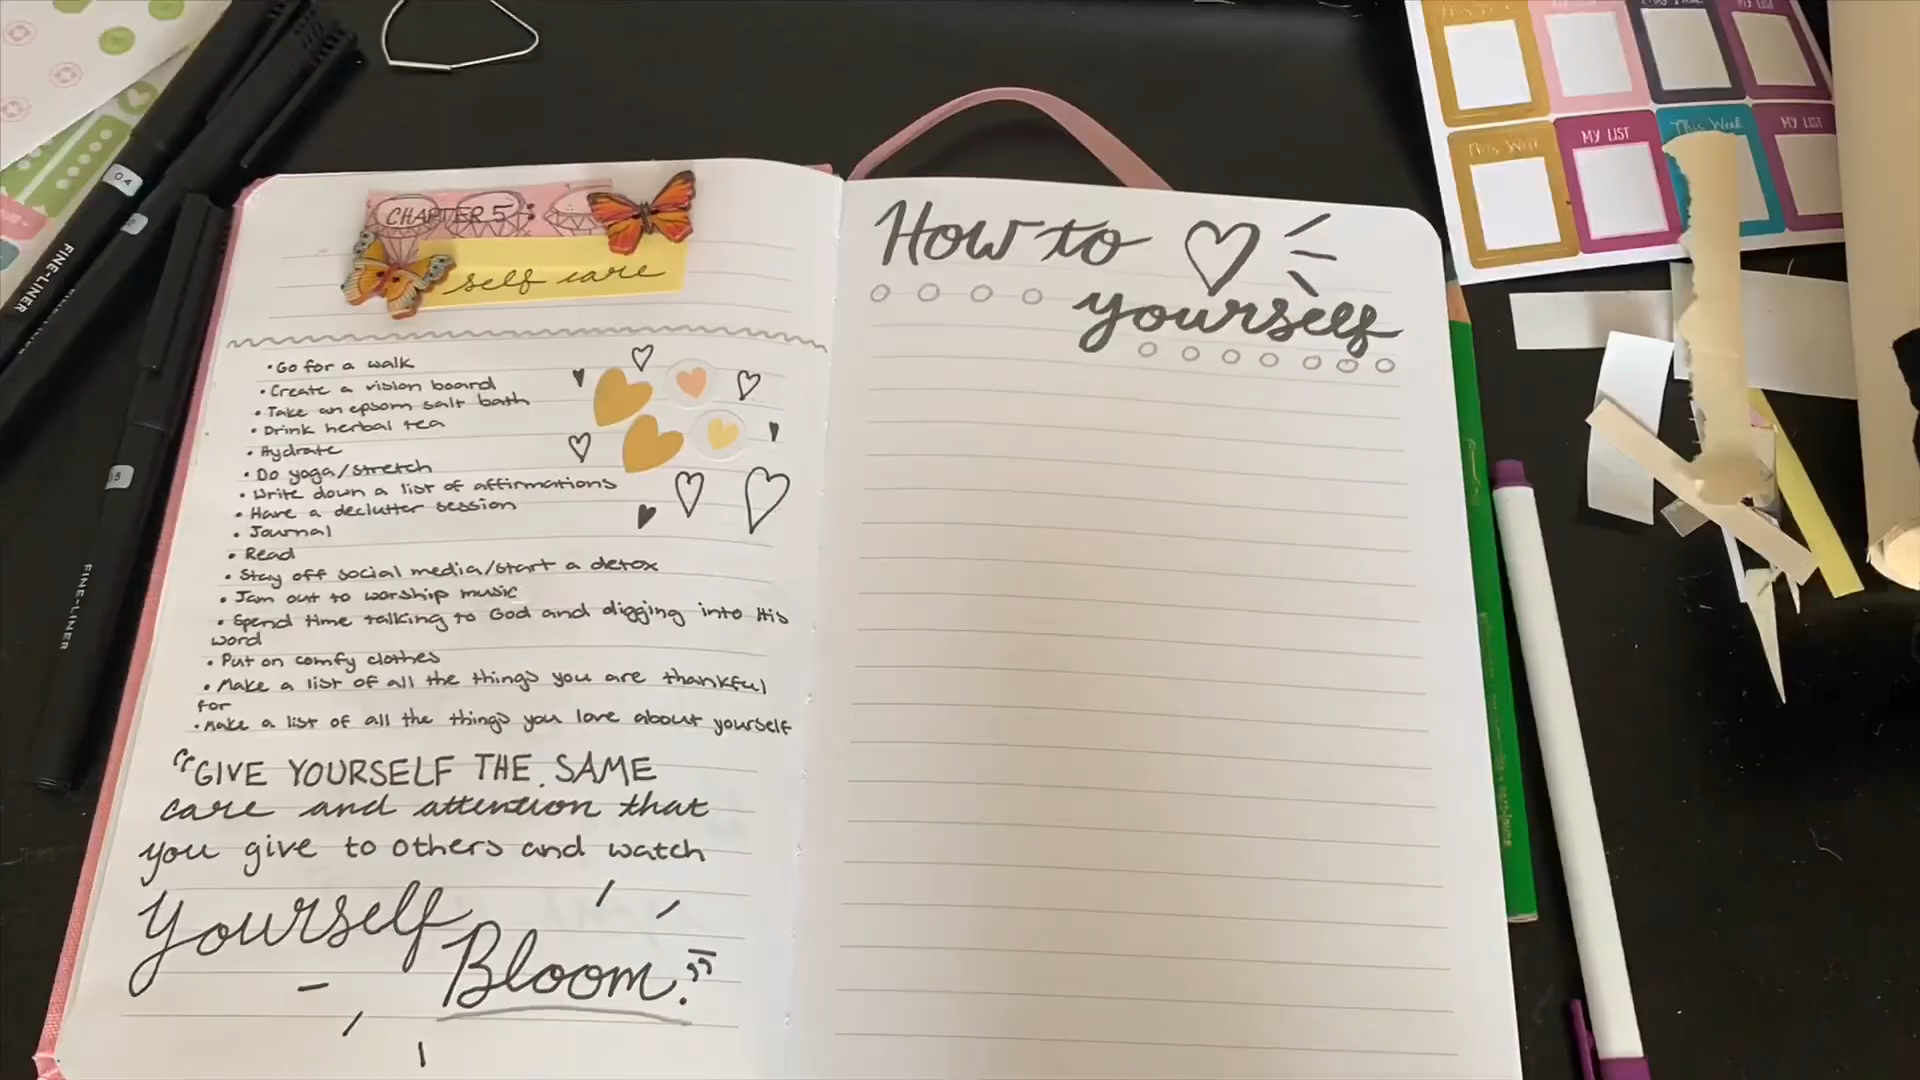 CHAPTER 5:
self care
• Go for a walk
• Create a vision board
• Take an epsom salt bath
• Drink herbal tea
• Hydrate
• Do yoga/stretch
• Write down a list of affirmations
• Have a declutter session
• Journal
• Read
• Stay off social media/start a detox
• Jam out to worship music
• Spend time talking to God and digging into His
word
• Put on comfy clothes
• Make a list of all the things you are thankful
for
• Make a list of all the things you love about yourself
"GIVE YOURSELF THE SAME
care and attention that
you give to others and watch
Yourself
Bloom."
How to
yourself
MY LIST
This Week
MY LIST
This Week
MY LIST
04
FINE-LINER
FINE-LINER